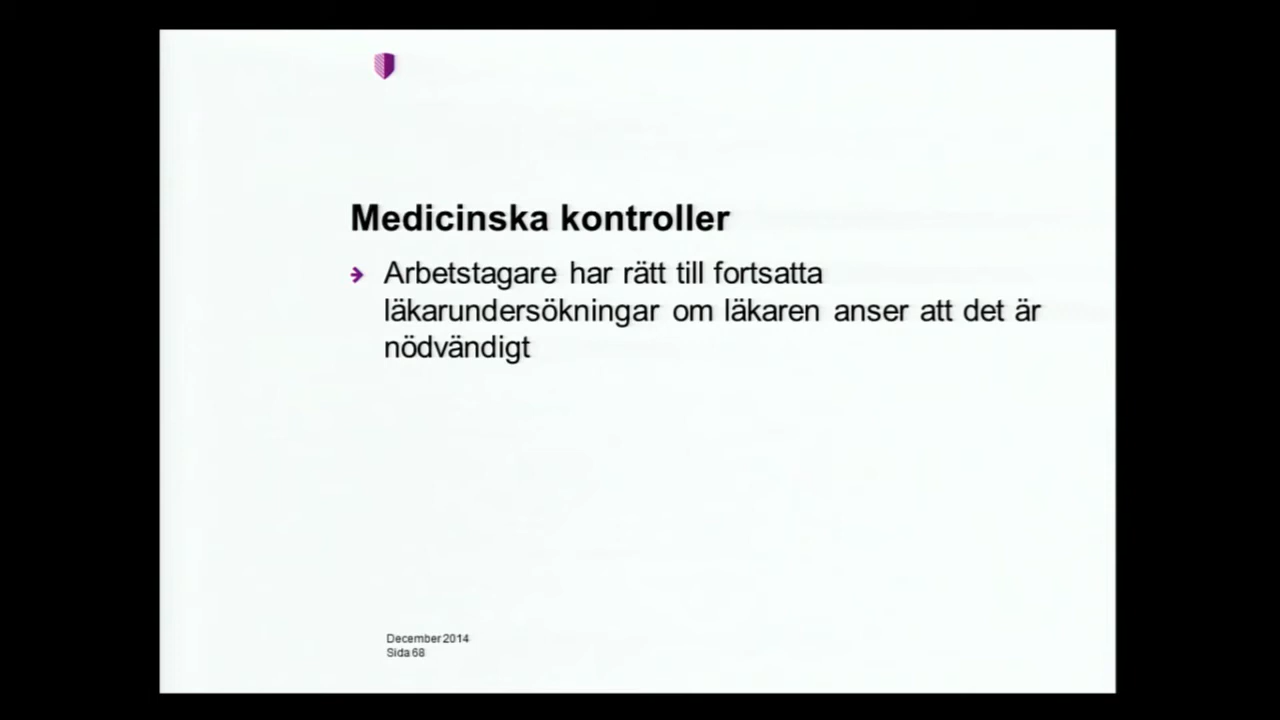 Medicinska kontroller
Arbetstagare har rätt till fortsatta
läkarundersökningar om läkaren anser att det är
nödvändigt
December 2014
Sida 68